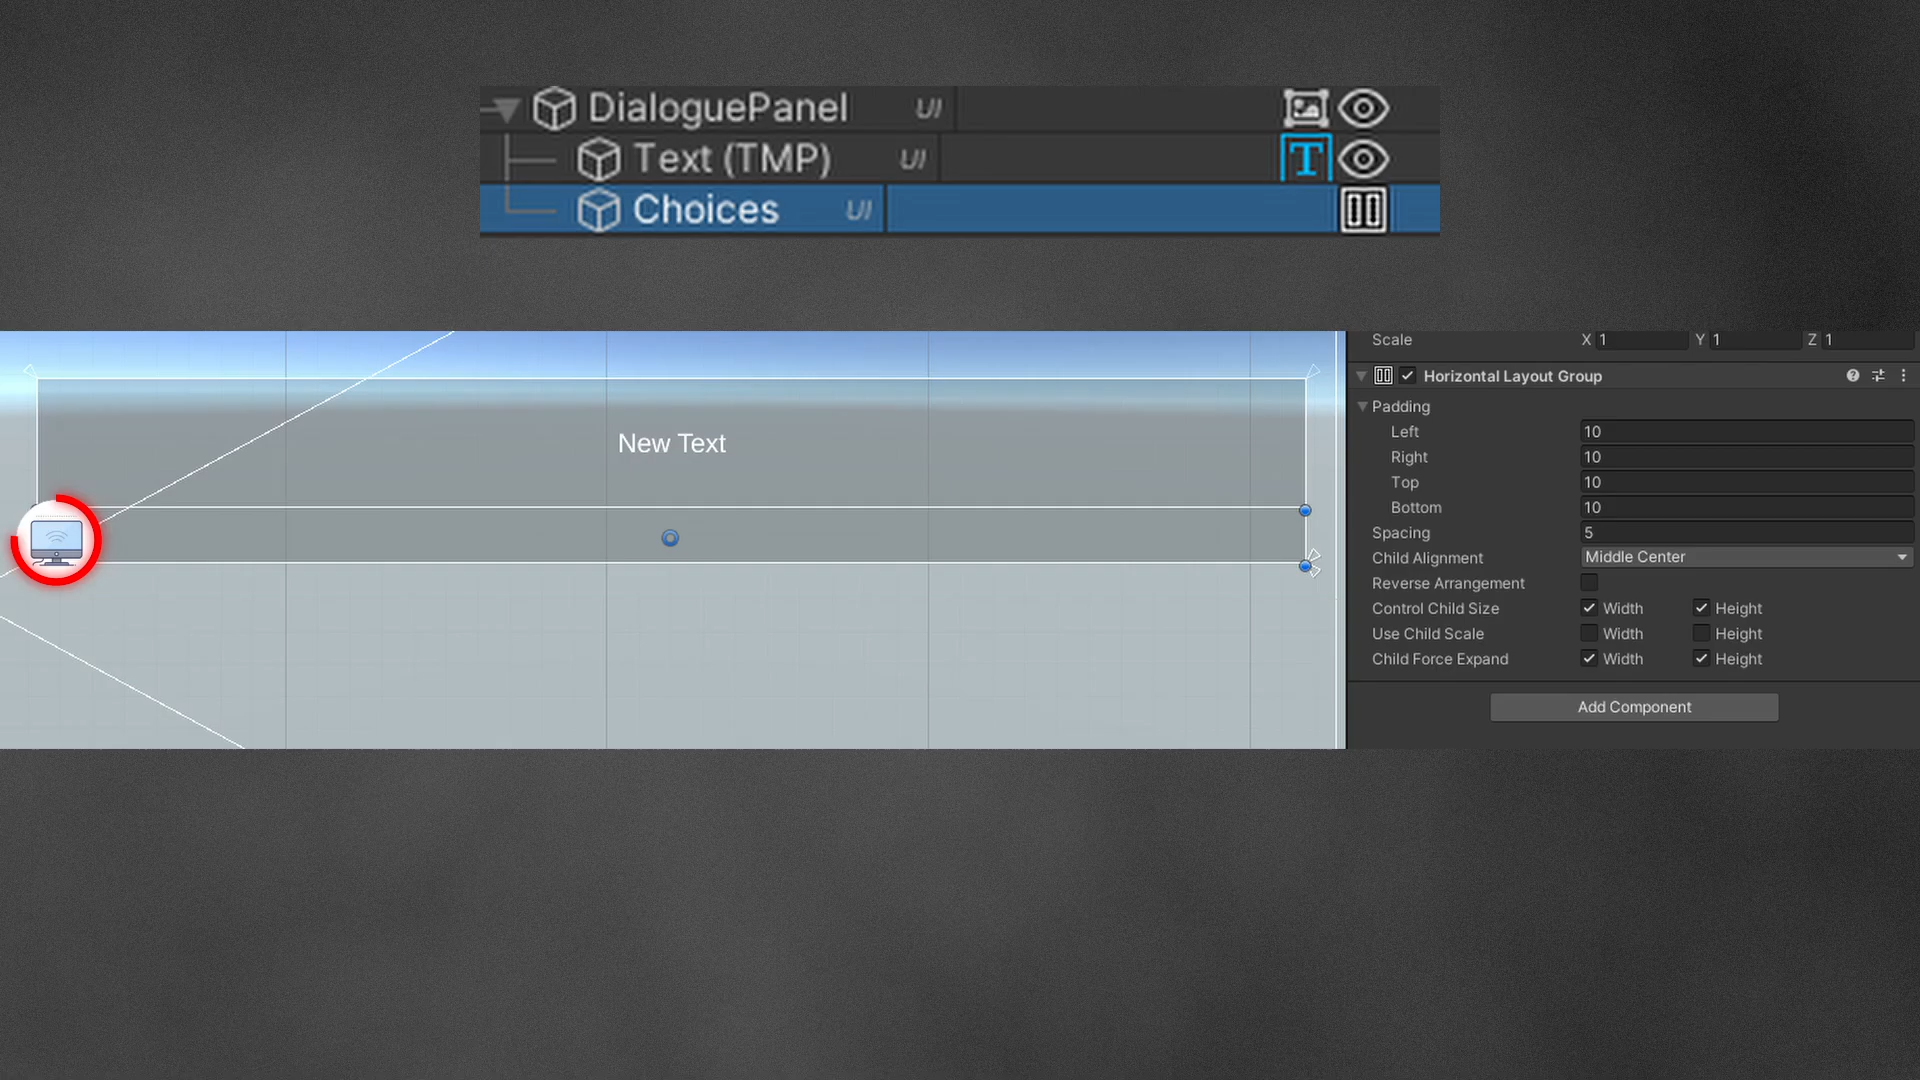 DialoguePanel UI
Text (TMP) UI
T
Choices UI
New Text
Scale X 1 Y 1 Z 1
Horizontal Layout Group
Padding
Left 10
Right 10
Top 10
Bottom 10
Spacing 5
Child Alignment Middle Center
Reverse Arrangement
Control Child Size Width Height
Use Child Scale Width Height
Child Force Expand Width Height
Add Component